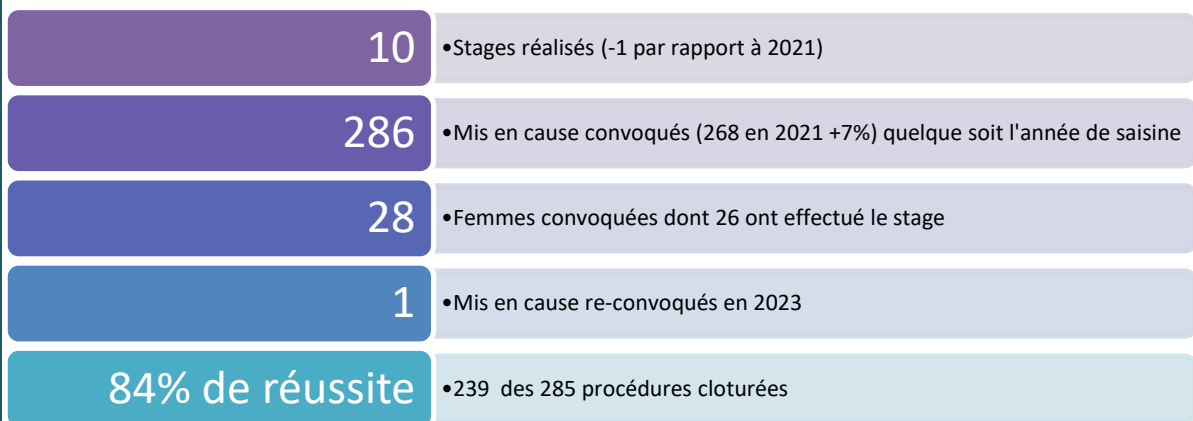 10
•Stages réalisés (-1 par rapport à 2021)
286
•Mis en cause convoqués (268 en 2021 +7%) quelque soit l'année de saisine
28
•Femmes convoquées dont 26 ont effectué le stage
1
•Mis en cause re-convoqués en 2023
84% de réussite
•239 des 285 procédures cloturées